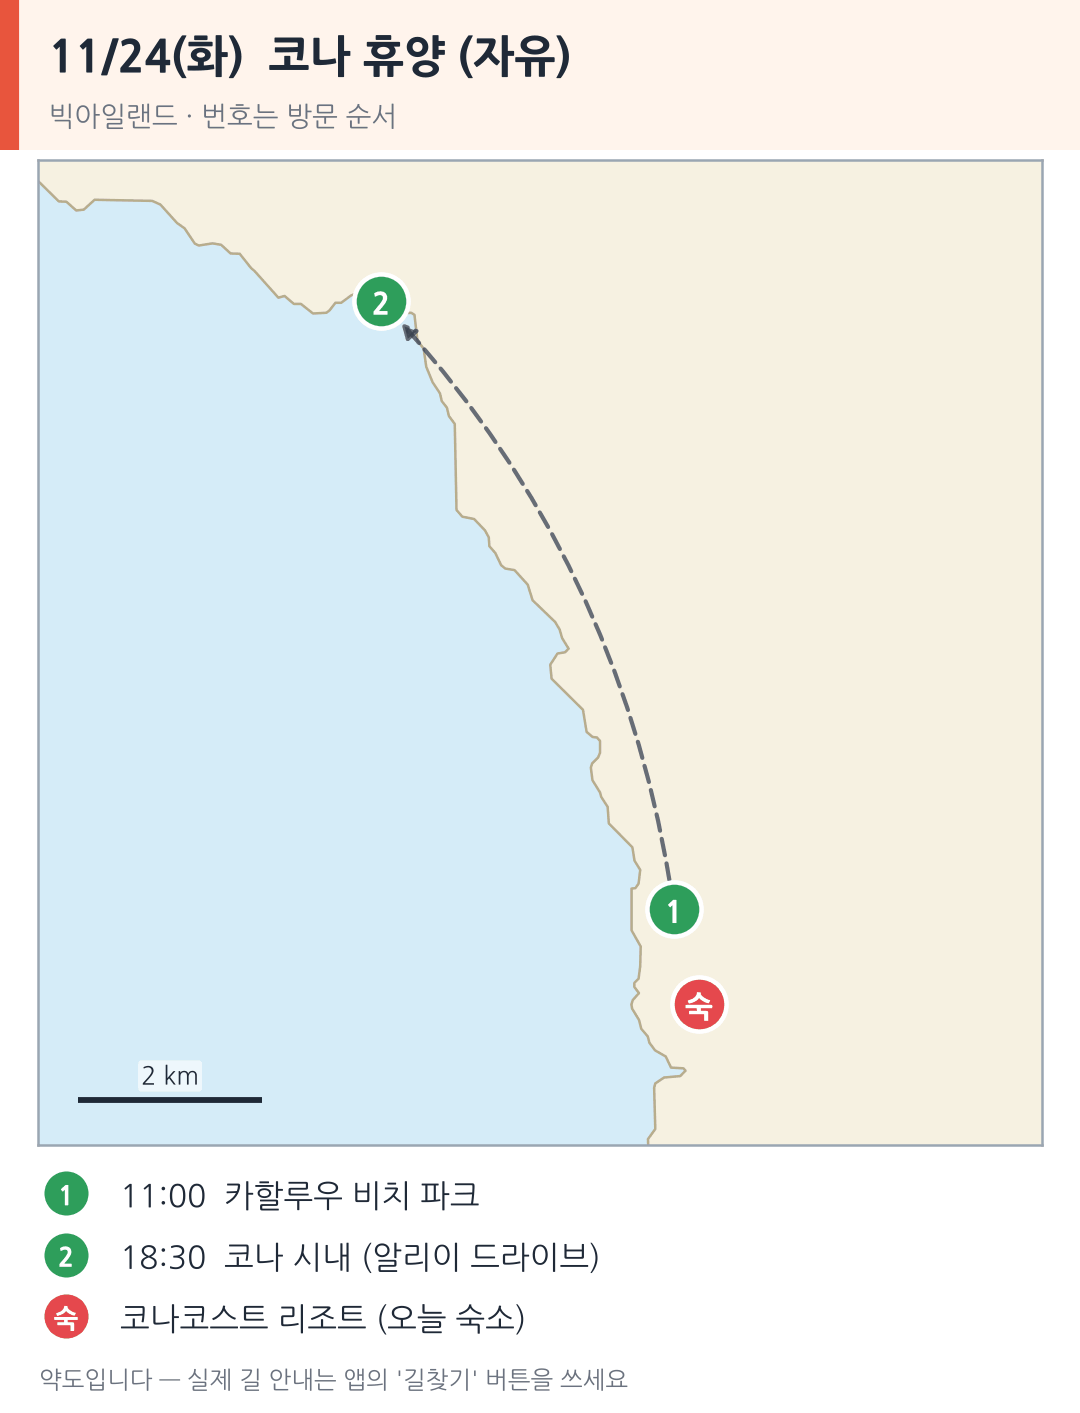 11/24(화) 코나 휴양 (자유)
빅아일랜드 · 번호는 방문 순서
2
1
숙
2 km
1 11:00 카할루우 비치 파크
2 18:30 코나 시내 (알리이 드라이브)
숙 코나코스트 리조트 (오늘 숙소)
약도입니다 — 실제 길 안내는 앱의 '길찾기' 버튼을 쓰세요